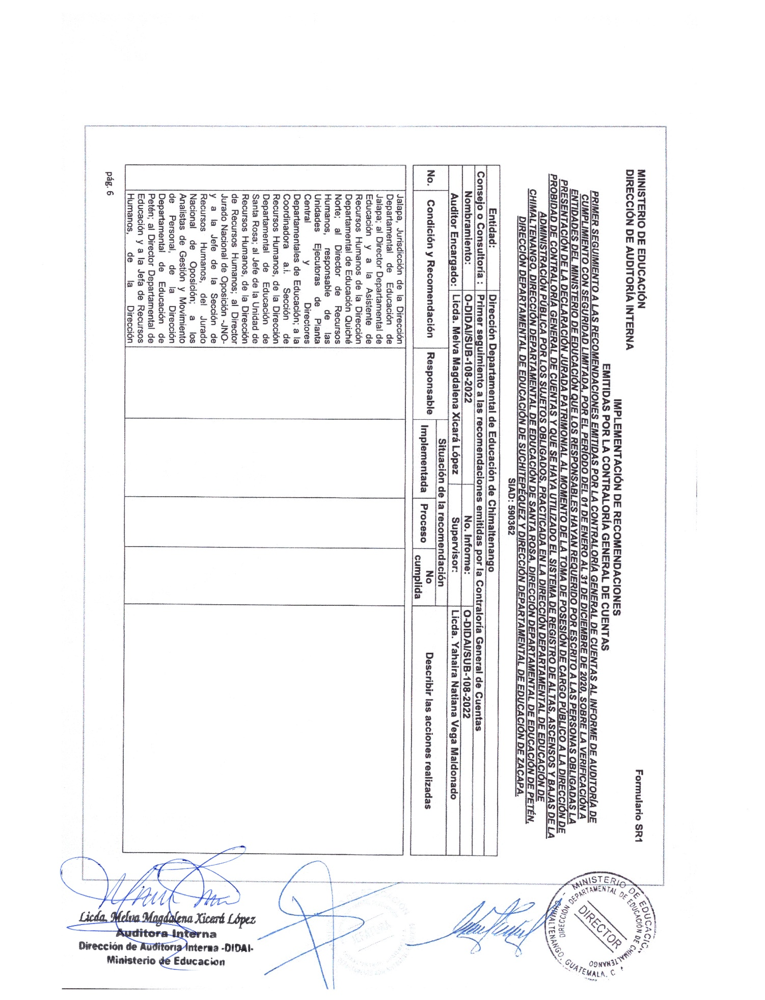 MINISTERIO DE EDUCACIÓN
DIRECCIÓN DE AUDITORÍA INTERNA
Formulario SR1
IMPLEMENTACIÓN DE RECOMENDACIONES
EMITIDAS POR LA CONTRALORÍA GENERAL DE CUENTAS
PRIMER SEGUIMIENTO A LAS RECOMENDACIONES EMITIDAS POR LA CONTRALORÍA GENERAL DE CUENTAS AL INFORME DE AUDITORÍA DE
CUMPLIMIENTO CON SEGURIDAD LIMITADA, POR EL PERÍODO DEL 01 DE ENERO AL 31 DE DICIEMBRE DE 2020, SOBRE LA VERIFICACIÓN A
ENTIDADES DEL MINISTERIO DE EDUCACIÓN QUE LOS RESPONSABLES HAYAN REQUERIDO POR ESCRITO A LAS PERSONAS OBLIGADAS LA
PRESENTACIÓN DE LA DECLARACIÓN JURADA PATRIMONIAL AL MOMENTO DE LA TOMA DE POSESIÓN DE CARGO PÚBLICO A LA DIRECCIÓN DE
PROBIDAD DE CONTRALORÍA GENERAL DE CUENTAS Y QUE SE HAYA UTILIZADO EL SISTEMA DE REGISTRO DE ALTAS, ASCENSOS Y BAJAS DE LA
ADMINISTRACIÓN PÚBLICA POR LOS SUJETOS OBLIGADOS, PRACTICADA EN LA DIRECCIÓN DEPARTAMENTAL DE EDUCACIÓN DE
CHIMALTENANGO, DIRECCIÓN DEPARTAMENTAL DE EDUCACIÓN DE SANTA ROSA, DIRECCIÓN DEPARTAMENTAL DE EDUCACIÓN DE PETÉN,
DIRECCIÓN DEPARTAMENTAL DE EDUCACIÓN DE SUCHITEPÉQUEZ Y DIRECCIÓN DEPARTAMENTAL DE EDUCACIÓN DE ZACAPA.
SIAD: 590362
Entidad: Dirección Departamental de Educación de Chimaltenango
Consejo o Consultoría : Primer seguimiento a las recomendaciones emitidas por la Contraloría General de Cuentas
Nombramiento: O-DIDAI/SUB-108-2022 No. Informe: O-DIDAI/SUB-108-2022
Auditor Encargado: Licda. Melva Magdalena Xicará López Supervisor: Licda. Yahaira Natiana Vega Maldonado
No. Condición y Recomendación Responsable Situación de la recomendación Describir las acciones realizadas
Implementada Proceso No cumplida
Jalapa, Jurisdicción de la Dirección
Departamental de Educación de
Jalapa; al Director Departamental de
Educación y a la Asistente de
Recursos Humanos de la Dirección
Departamental de Educación Quiché
Norte; al Director de Recursos
Humanos, responsable de las
Unidades Ejecutoras de Planta
Central y Directores
Departamentales de Educación; a la
Coordinadora a.i. Sección de
Recursos Humanos, de la Dirección
Departamental de Educación de
Santa Rosa; al Jefe de la Unidad de
Recursos Humanos, de la Dirección
de Recursos Humanos; al Director
Jurado Nacional de Oposición -JNO-
y a la Jefe de la Sección de
Recursos Humanos, del Jurado
Nacional de Oposición; a los
Analistas de Gestión y Movimiento
de Personal, de la Dirección
Departamental de Educación de
Petén; al Director Departamental de
Educación y a la Jefa de Recursos
Humanos, de la Dirección
pág. 6
MINISTERIO DE EDUCACIÓN
DIRECCIÓN DEPARTAMENTAL DE EDUCACIÓN DE CHIMALTENANGO
DIRECTOR
CHIMALTENANGO, GUATEMALA, C
JEFATURA
Licda. Melva Magdalena Xicará López
Auditora Interna
Dirección de Auditoria Interna -DIDAI-
Ministerio de Educacion